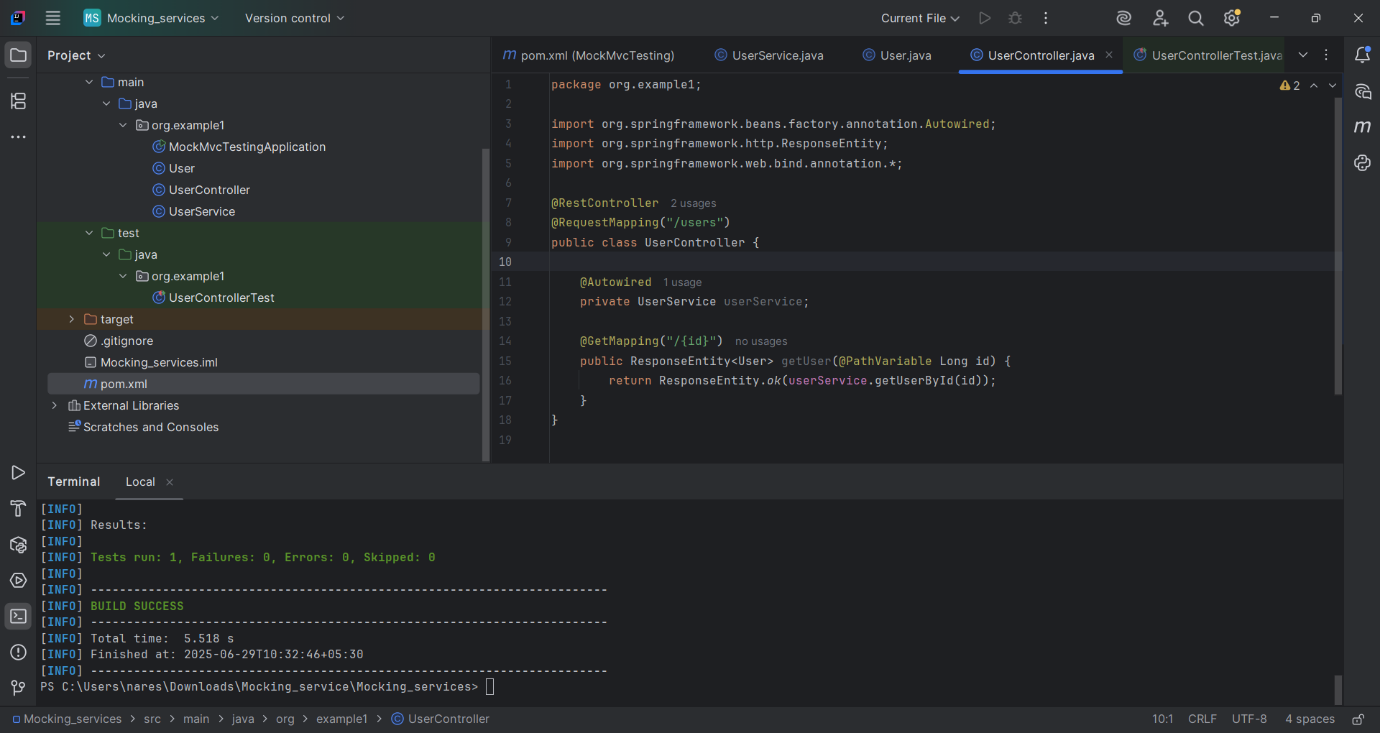 MS Mocking_services Version control Current File
Project
main
java
org.example1
MockMvcTestingApplication
User
UserController
UserService
test
java
org.example1
UserControllerTest
target
.gitignore
Mocking_services.iml
m pom.xml
External Libraries
Scratches and Consoles
m pom.xml (MockMvcTesting) UserService.java User.java UserController.java UserControllerTest.java
2
1 package org.example1;
2
3 import org.springframework.beans.factory.annotation.Autowired;
4 import org.springframework.http.ResponseEntity;
5 import org.springframework.web.bind.annotation.*;
6
7 @RestController 2 usages
8 @RequestMapping("/users")
9 public class UserController {
10
11 @Autowired 1 usage
12 private UserService userService;
13
14 @GetMapping("/{id}") no usages
15 public ResponseEntity<User> getUser(@PathVariable Long id) {
16 return ResponseEntity.ok(userService.getUserById(id));
17 }
18 }
19
m
Terminal Local
[INFO]
[INFO] Results:
[INFO]
[INFO] Tests run: 1, Failures: 0, Errors: 0, Skipped: 0
[INFO]
[INFO] ------------------------------------------------------------------------
[INFO] BUILD SUCCESS
[INFO] ------------------------------------------------------------------------
[INFO] Total time:  5.518 s
[INFO] Finished at: 2025-06-29T10:32:46+05:30
[INFO] ------------------------------------------------------------------------
PS C:\Users\nares\Downloads\Mocking_service\Mocking_services>
Mocking_services > src > main > java > org > example1 > UserController 10:1 CRLF UTF-8 4 spaces